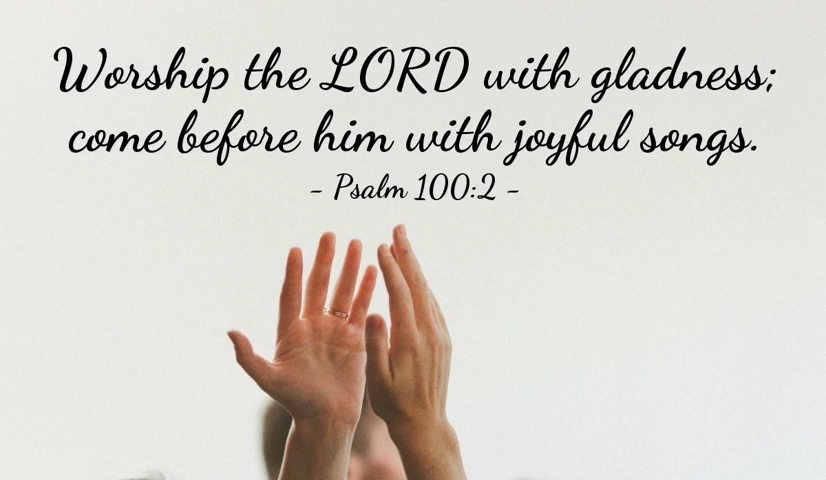 Worship the LORD with gladness;
come before him with joyful songs.
- Psalm 100:2 -